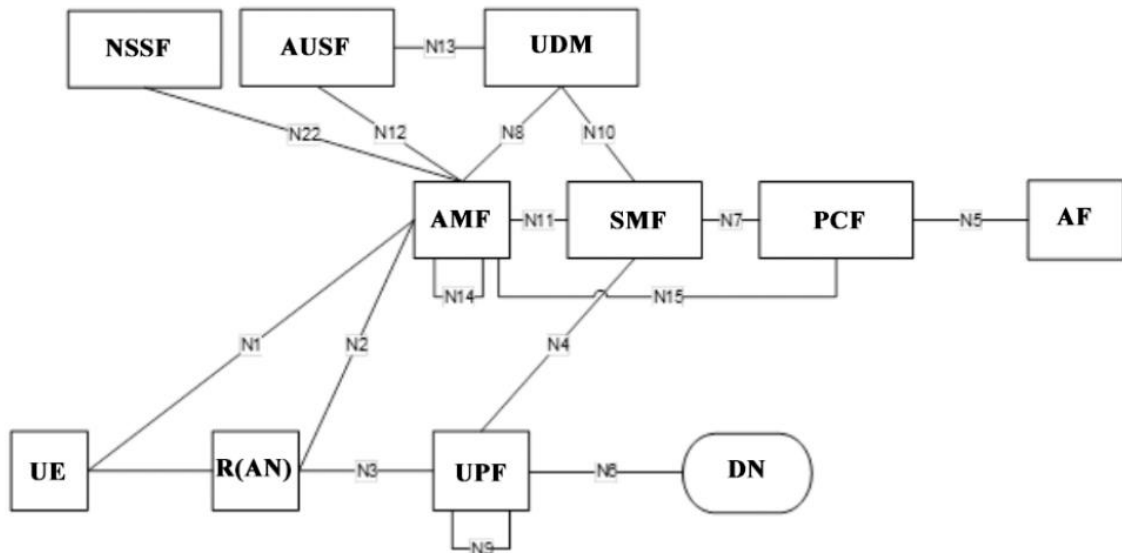 NSSF
AUSF
N13
UDM
N22
N12
N8
N10
AMF
N11
SMF
N7
PCF
N5
AF
N14
N15
N1
N2
N4
UE
R(AN)
N3
UPF
N6
DN
N9